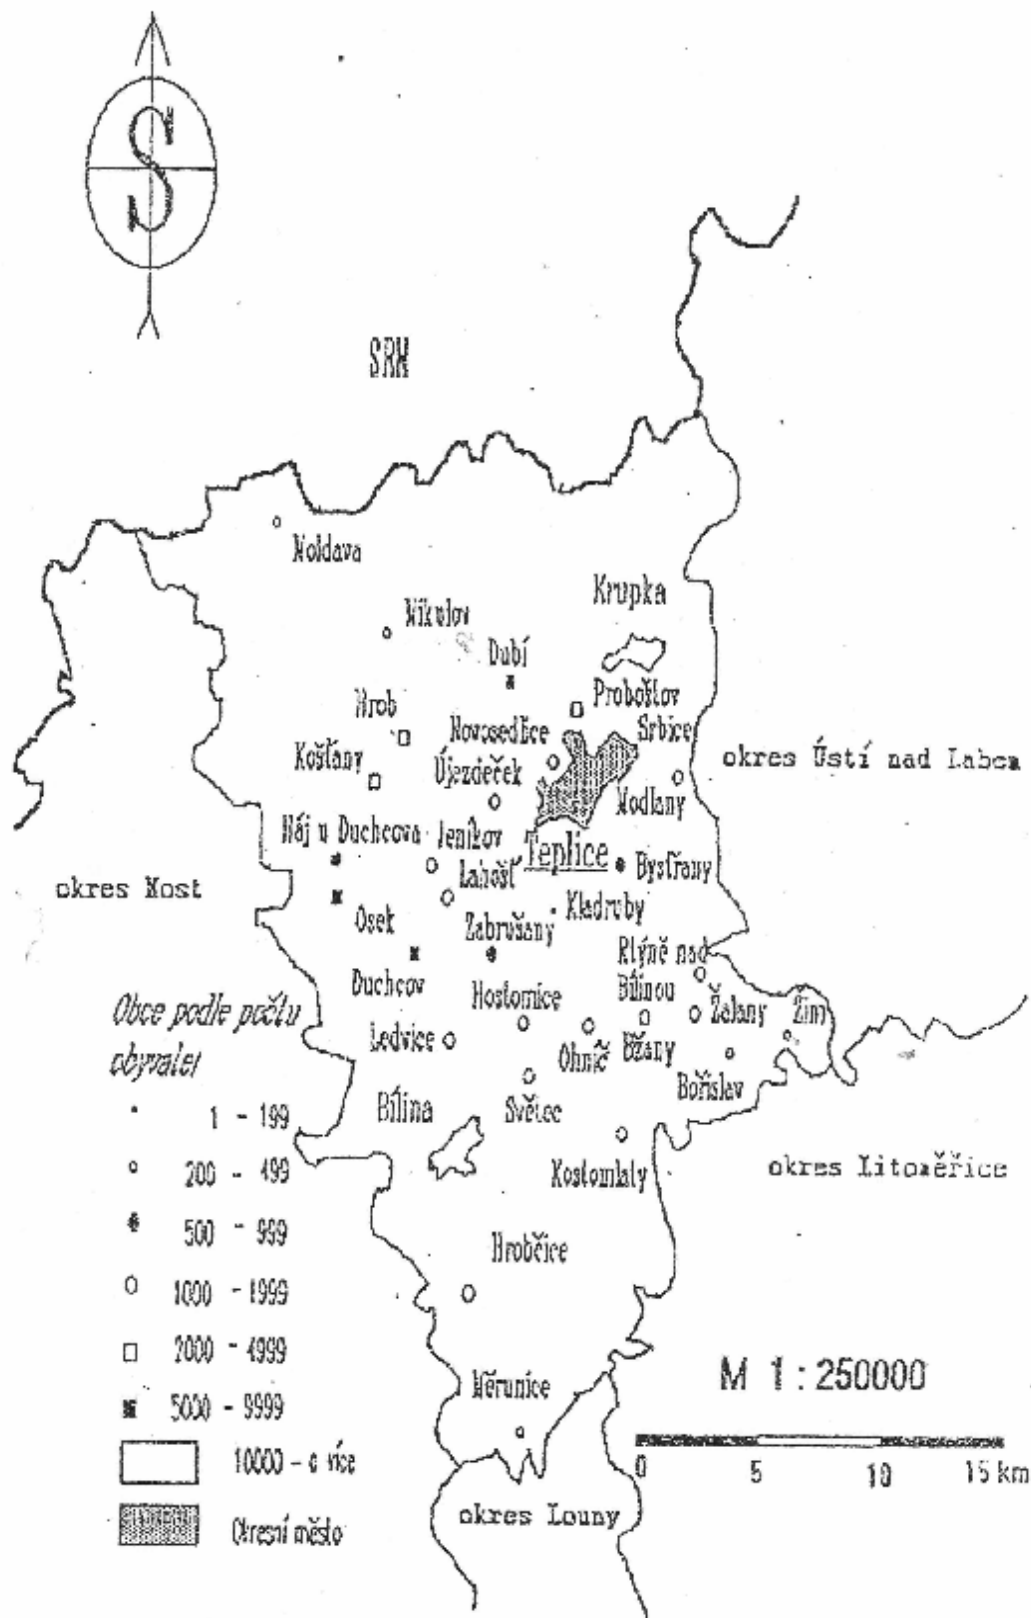 S
SRN
Moldava
Mikulov
Krupka
Dubí
Proboštov
Hrob
Novosedlice
Srbice
Košťany
Újezdeček
okres Ústí nad Labem
Modlany
Háj u Duchcova
Jeníkov
Teplice
Lahošť
Bystřany
okres Most
Osek
Zabrušany
Kladruby
Duchcov
Rtyně nad
Bílinou
Hostomice
Žalany
Žim
Ledvice
Ohníč
Bžany
Bořislav
Bílina
Světec
Kostomlaty
okres Litoměřice
Hrobčice
Měrunice
okres Louny
Obce podle počtu
obyvatel
1 - 199
200 - 499
500 - 999
1000 - 1999
2000 - 4999
5000 - 9999
10000 - a více
Okresní město
M 1 : 250000
0 5 10 15 km